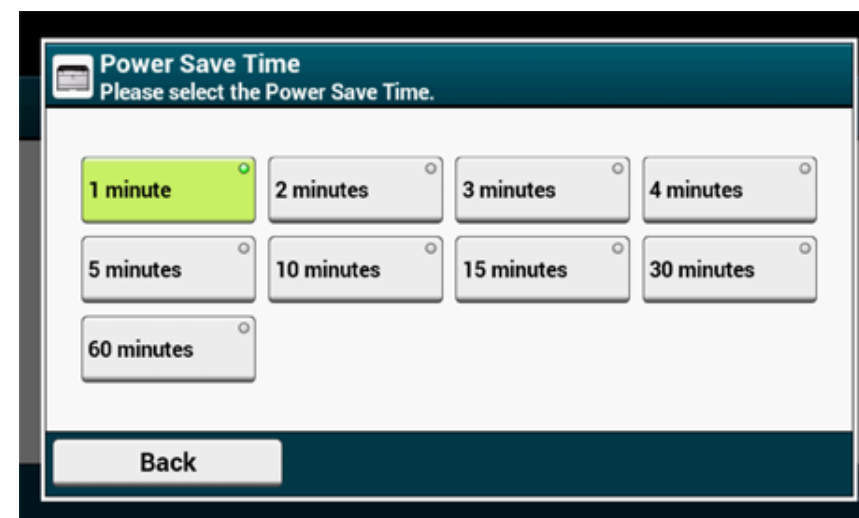 Power Save Time
Please select the Power Save Time.
1 minute
2 minutes
3 minutes
4 minutes
5 minutes
10 minutes
15 minutes
30 minutes
60 minutes
Back